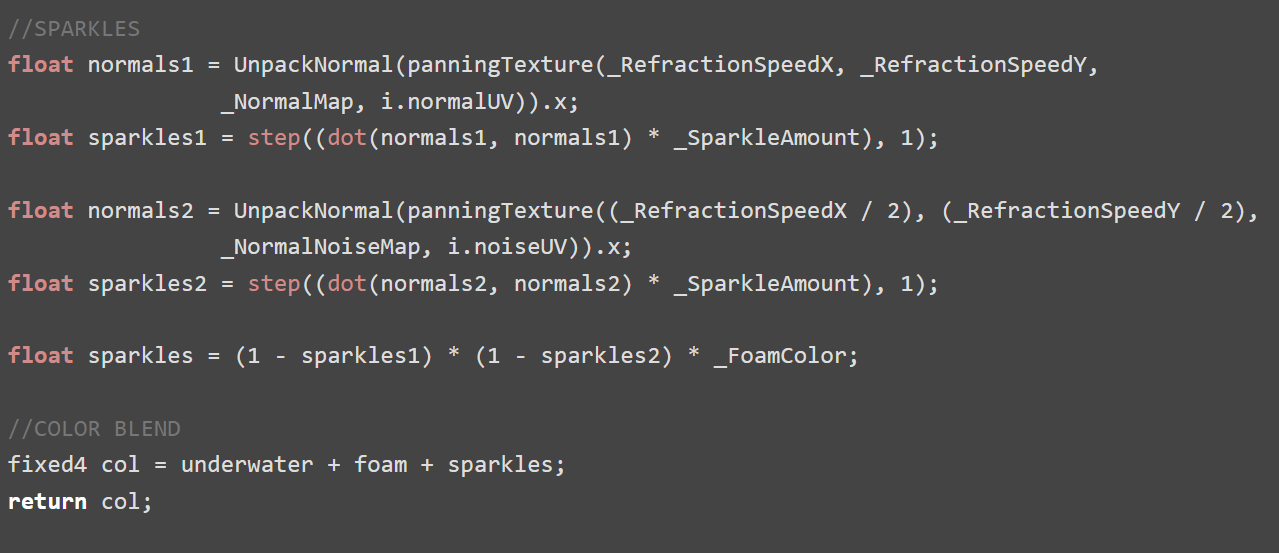 //SPARKLES
float normals1 = UnpackNormal(panningTexture(_RefractionSpeedX, _RefractionSpeedY,
_NormalMap, i.normalUV)).x;
float sparkles1 = step((dot(normals1, normals1) * _SparkleAmount), 1);
float normals2 = UnpackNormal(panningTexture((_RefractionSpeedX / 2), (_RefractionSpeedY / 2),
_NormalNoiseMap, i.noiseUV)).x;
float sparkles2 = step((dot(normals2, normals2) * _SparkleAmount), 1);
float sparkles = (1 - sparkles1) * (1 - sparkles2) * _FoamColor;
//COLOR BLEND
fixed4 col = underwater + foam + sparkles;
return col;